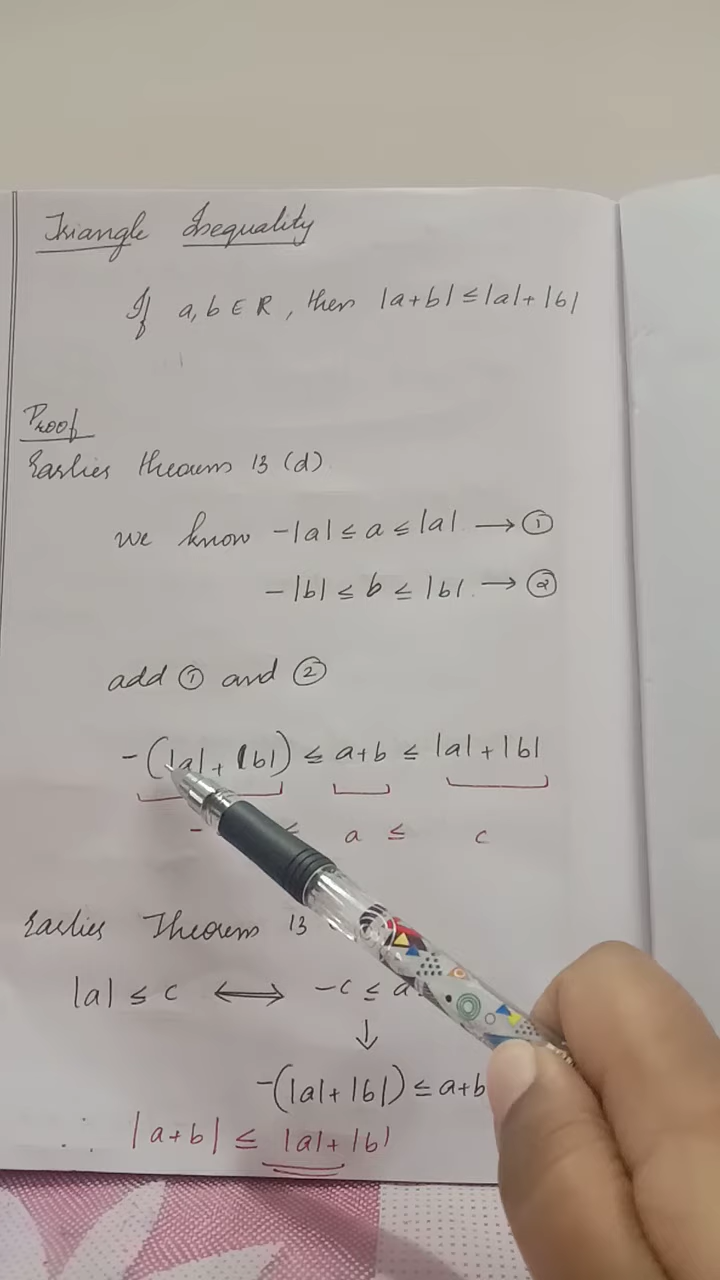 Triangle Inequality
If a, b ∈ R, then |a+b| ≤ |a| + |b|
Proof
Earlier theorem 13 (d)
we know -|a| ≤ a ≤ |a| → ①
-|b| ≤ b ≤ |b| → ②
add ① and ②
-(|a| + |b|) ≤ a+b ≤ |a| + |b|
- ≤ a ≤ c
Earlier Theorem 13
|a| ≤ c ⟺ -c ≤ a
↓
-(|a| + |b|) ≤ a+b
∴ |a+b| ≤ |a| + |b|